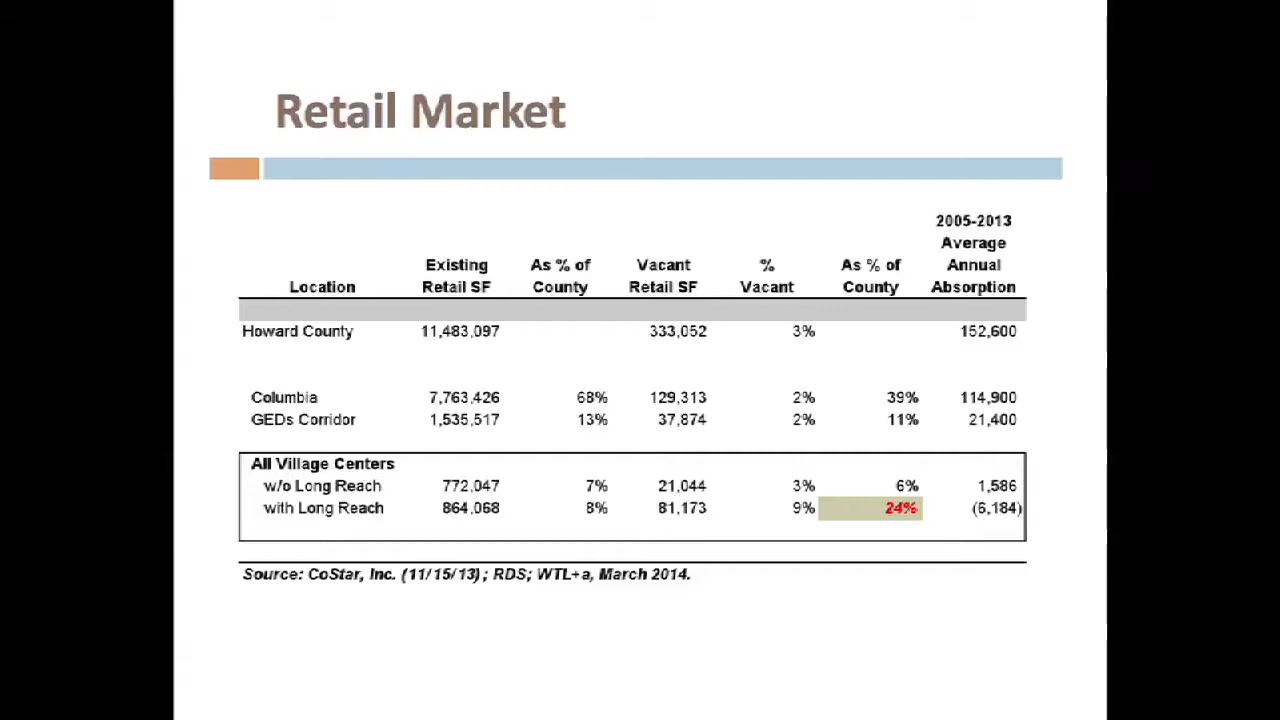 Retail Market
2005-2013
Average
Existing As % of Vacant % As % of Annual
Location Retail SF County Retail SF Vacant County Absorption
Howard County 11,483,097 333,052 3% 152,600
Columbia 7,763,426 68% 129,313 2% 39% 114,900
GEDs Corridor 1,535,517 13% 37,874 2% 11% 21,400
All Village Centers
w/o Long Reach 772,047 7% 21,044 3% 6% 1,586
with Long Reach 864,068 8% 81,173 9% 24% (6,184)
Source: CoStar, Inc. (11/15/13); RDS; WTL+a, March 2014.